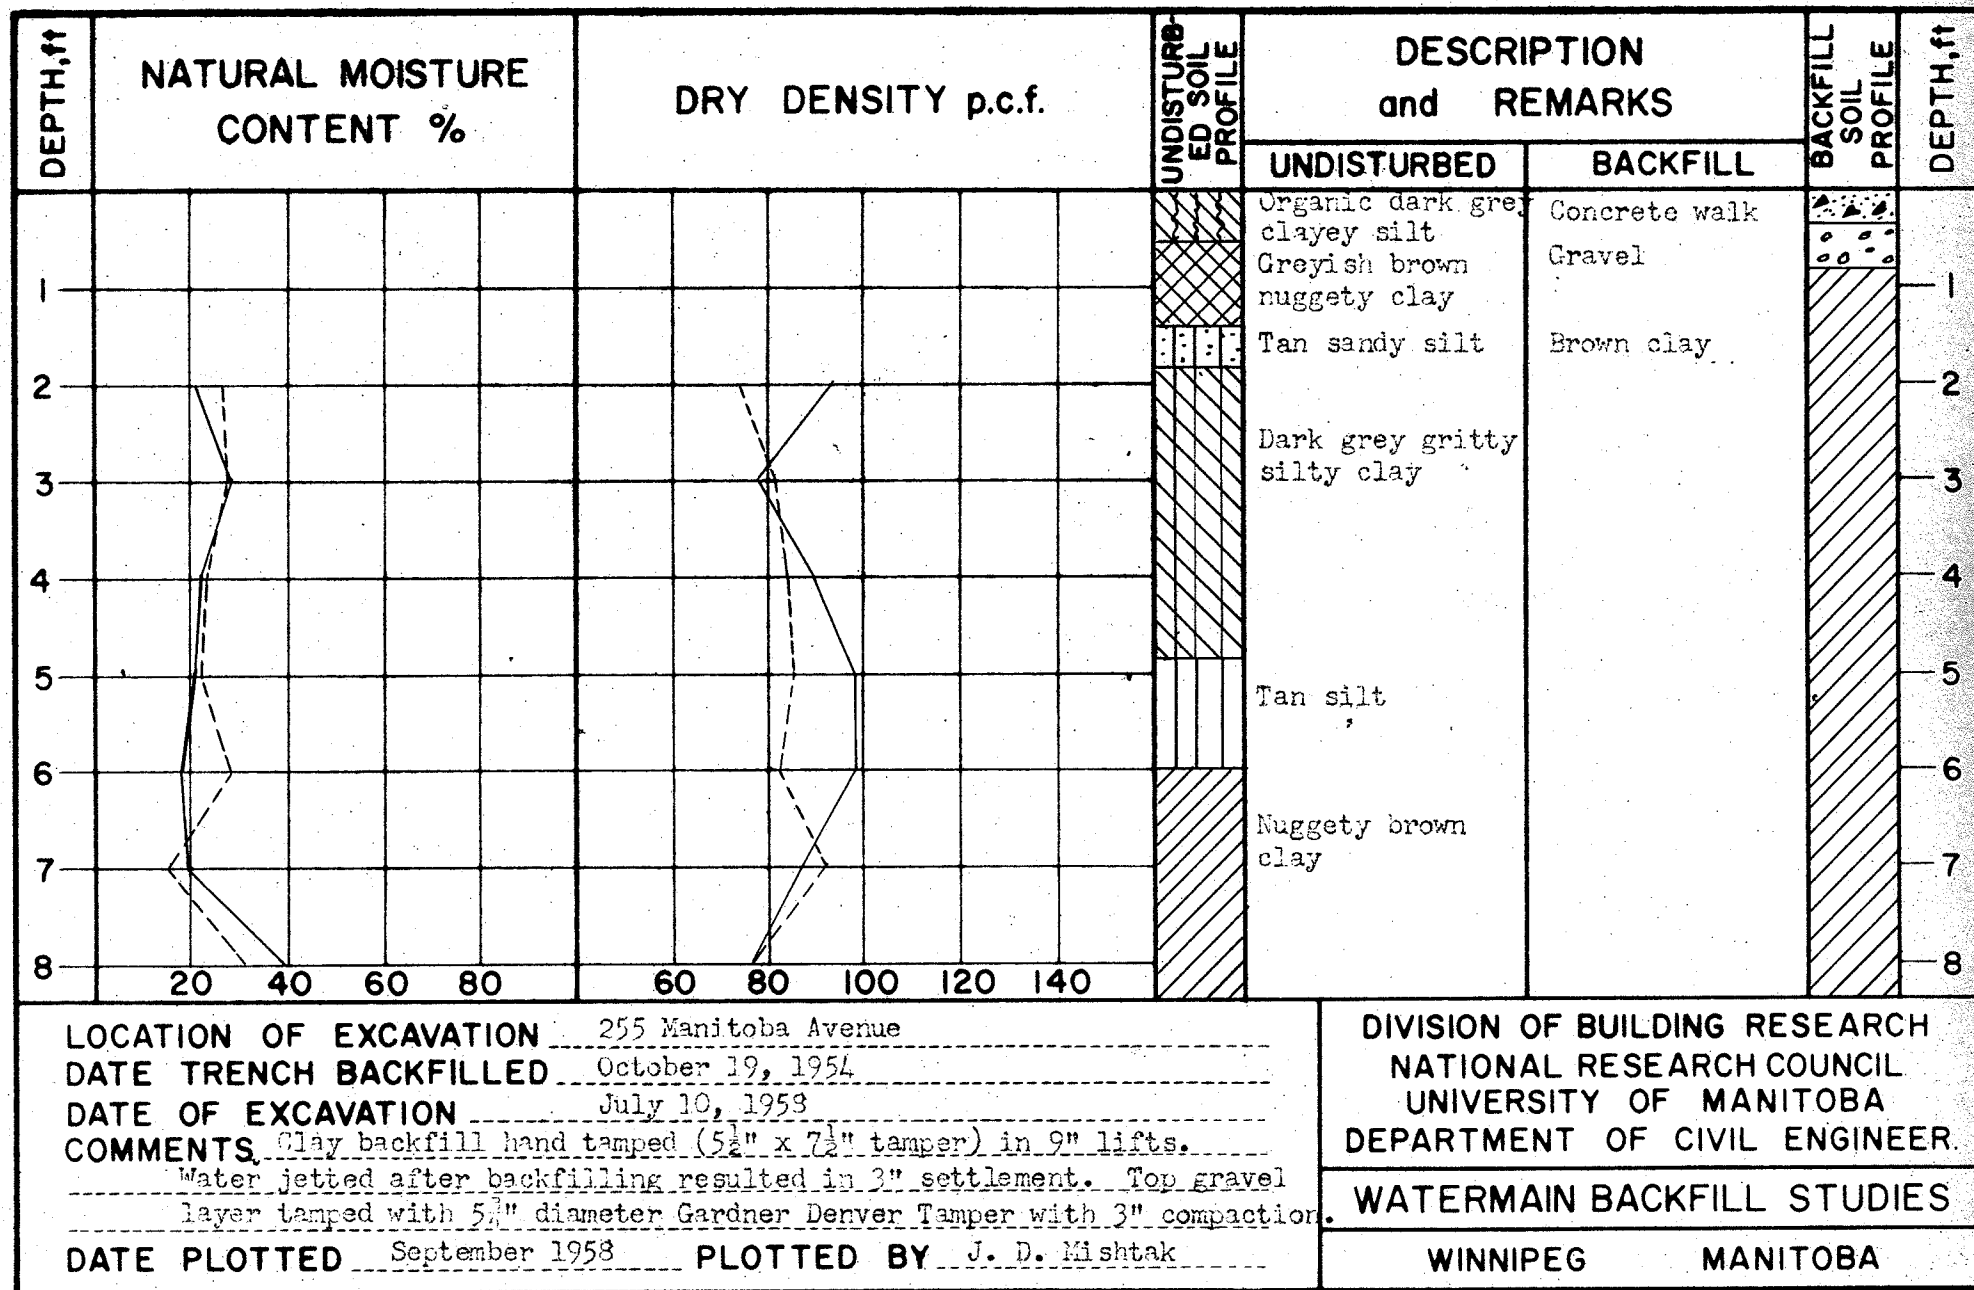 DEPTH,ft
NATURAL MOISTURE
CONTENT %
DRY DENSITY p.c.f.
UNDISTURB-
ED SOIL
PROFILE
DESCRIPTION
and REMARKS
UNDISTURBED
BACKFILL
BACKFILL
SOIL
PROFILE
DEPTH,ft
Organic dark grey
clayey silt
Greyish brown
nuggety clay
Tan sandy silt
Dark grey gritty
silty clay
Tan silt
Nuggety brown
clay
Concrete walk
Gravel
Brown clay
1
2
3
4
5
6
7
8
20 40 60 80
60 80 100 120 140
1
2
3
4
5
6
7
8
LOCATION OF EXCAVATION 255 Manitoba Avenue
DATE TRENCH BACKFILLED October 19, 1954
DATE OF EXCAVATION July 10, 1958
COMMENTS Clay backfill hand tamped (5½" x 7½" tamper) in 9" lifts.
Water jetted after backfilling resulted in 3" settlement. Top gravel
layer tamped with diameter Gardner Denver Tamper with 3" compaction.
DATE PLOTTED September 1958 PLOTTED BY J. D. Mishtak
DIVISION OF BUILDING RESEARCH
NATIONAL RESEARCH COUNCIL
UNIVERSITY OF MANITOBA
DEPARTMENT OF CIVIL ENGINEER.
WATERMAIN BACKFILL STUDIES
WINNIPEG MANITOBA